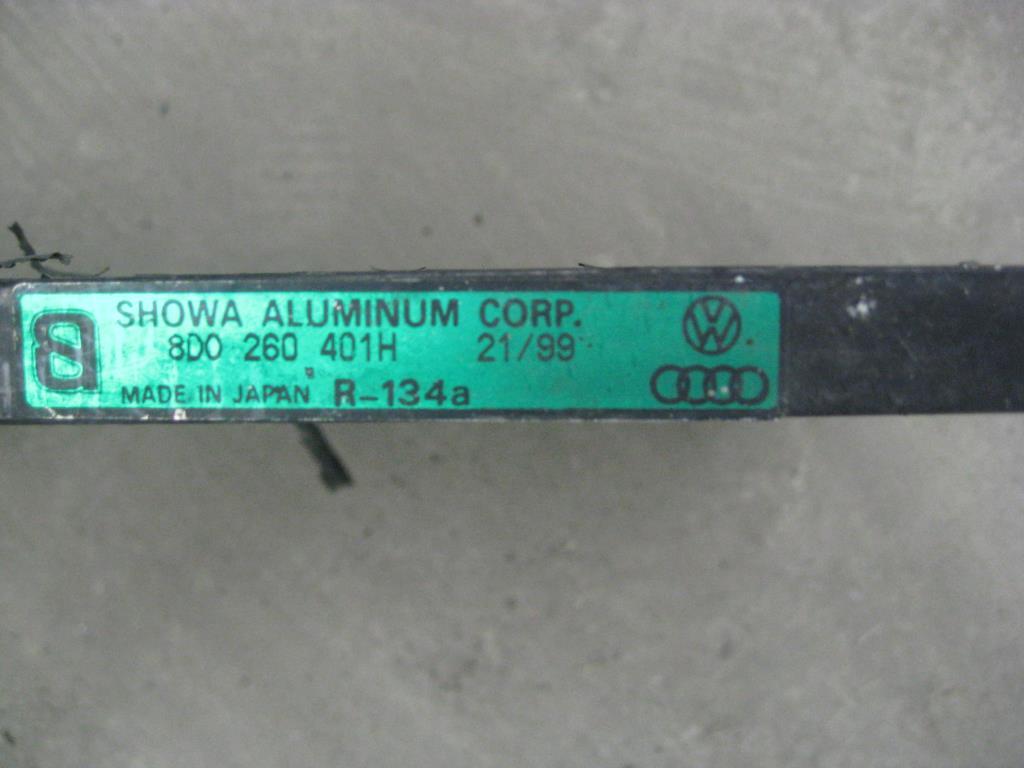 SHOWA ALUMINUM CORP.
8D0 260 401H 21/99
MADE IN JAPAN R-134a